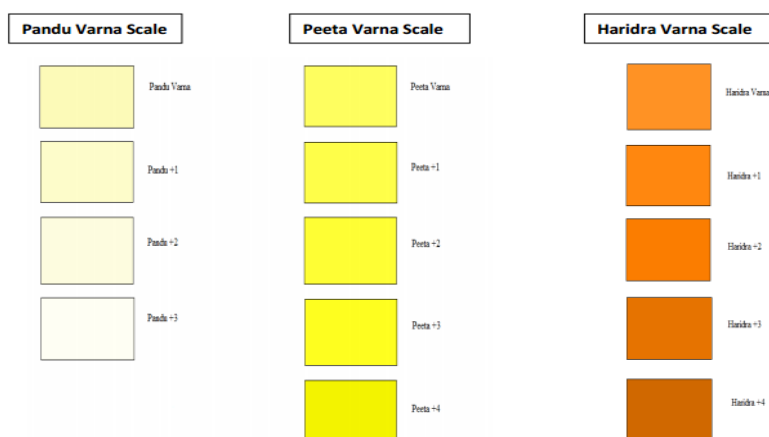 Pandu Varna Scale
Peeta Varna Scale
Haridra Varna Scale
Pandu Varna
Peeta Varna
Haridra Varna
Pandu +1
Peeta +1
Haridra +1
Pandu +2
Peeta +2
Haridra +2
Pandu +3
Peeta +3
Haridra +3
Peeta +4
Haridra +4